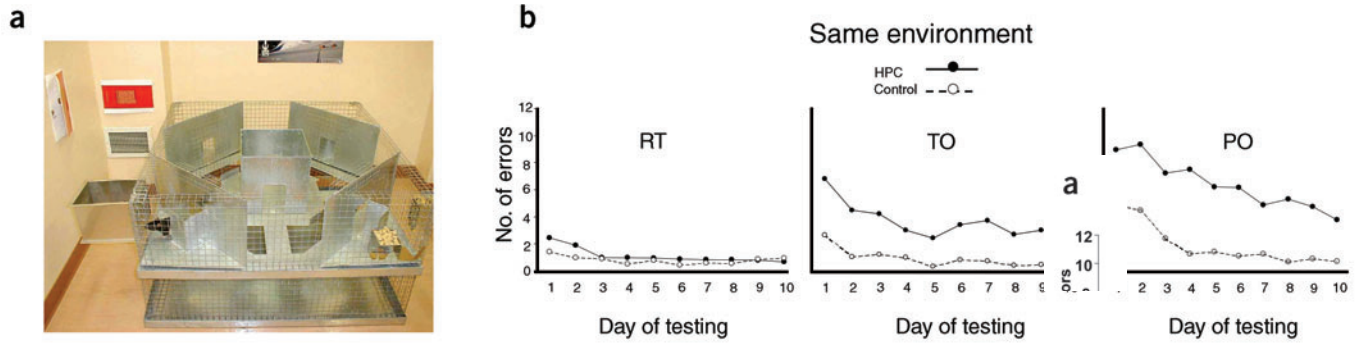 a
b
Same environment
HPC
Control
No. of errors
12
10
8
6
4
2
0
RT
1 2 3 4 5 6 7 8 9 10
Day of testing
TO
1 2 3 4 5 6 7 8 9
Day of testing
PO
2 3 4 5 6 7 8 9 10
Day of testing
a
12
10
ors